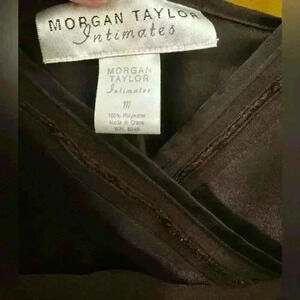 MORGAN TAYLOR
Intimates
MORGAN
TAYLOR
Intimates
M
100% Polyester
Made in China